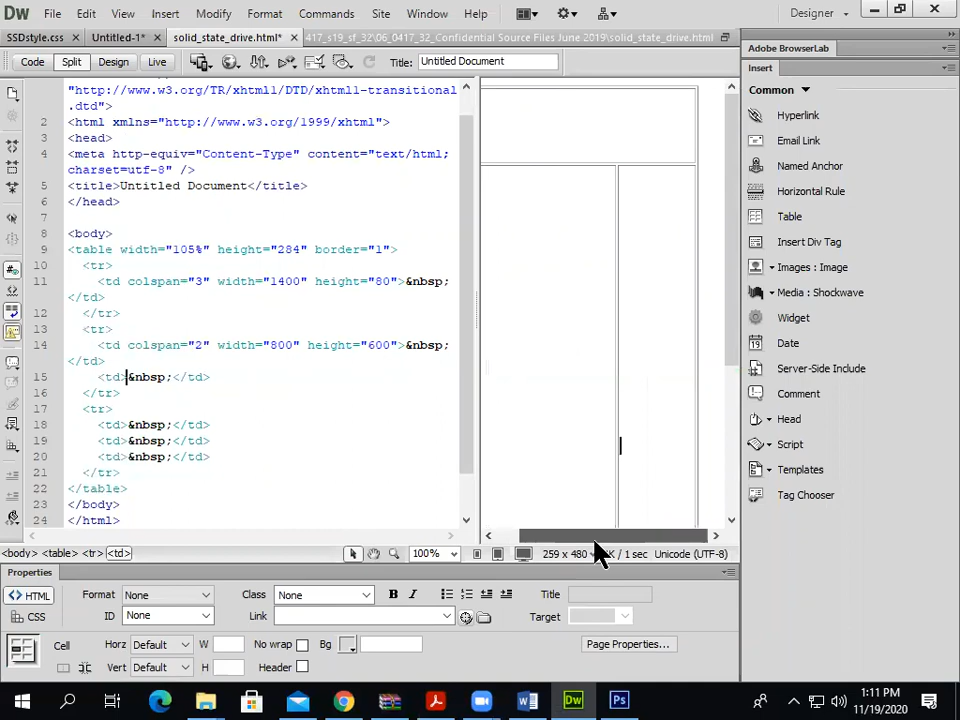 Dw File Edit View Insert Modify Format Commands Site Window Help Designer
SSDstyle.css × Untitled-1* × solid_state_drive.html* × 417_s19_sf_32\06_0417_32_Confidential Source Files June 2019\solid_state_drive.html
Code Split Design Live Title: Untitled Document
"http://www.w3.org/TR/xhtml1/DTD/xhtml1-transitional
.dtd">
2 <html xmlns="http://www.w3.org/1999/xhtml">
3 <head>
4 <meta http-equiv="Content-Type" content="text/html;
charset=utf-8" />
5 <title>Untitled Document</title>
6 </head>
7
8 <body>
9 <table width="105%" height="284" border="1">
10 <tr>
11 <td colspan="3" width="1400" height="80">&nbsp;
</td>
12 </tr>
13 <tr>
14 <td colspan="2" width="800" height="600">&nbsp;
</td>
15 <td>&nbsp;</td>
16 </tr>
17 <tr>
18 <td>&nbsp;</td>
19 <td>&nbsp;</td>
20 <td>&nbsp;</td>
21 </tr>
22 </table>
23 </body>
24 </html>
<body> <table> <tr> <td> 100% 259 x 480 K / 1 sec Unicode (UTF-8)
Adobe BrowserLab
Insert
Common
Hyperlink
Email Link
Named Anchor
Horizontal Rule
Table
Insert Div Tag
Images : Image
Media : Shockwave
Widget
Date
Server-Side Include
Comment
Head
Script
Templates
Tag Chooser
Properties
<> HTML Format None Class None B I Title
CSS ID None Link Target
Cell Horz Default W No wrap Bg Page Properties...
Vert Default H Header
Dw Ps
1:11 PM
11/19/2020